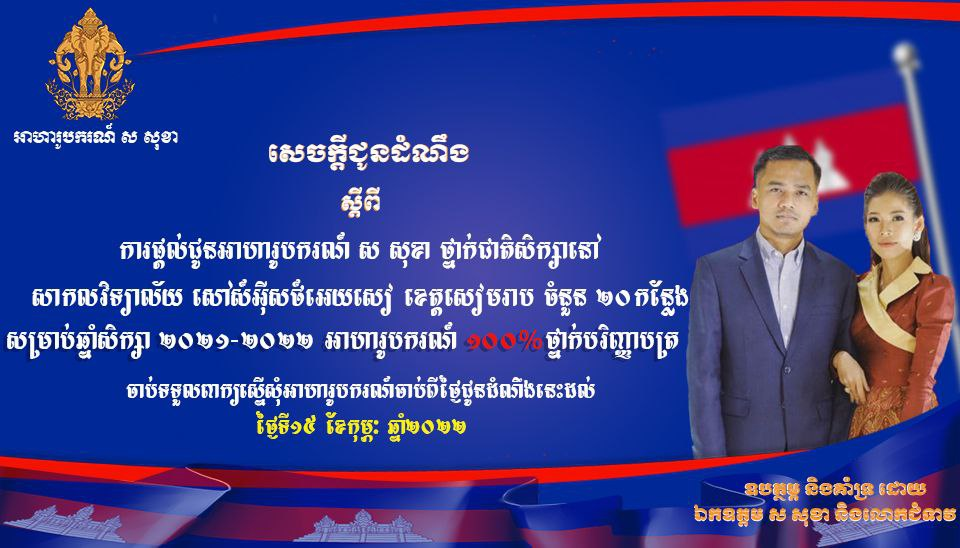 អាហារូបករណ៍ ស សុខា
សេចក្តីជូនដំណឹង
ស្តីពី
ការផ្តល់ជូនអាហារូបករណ៍ ស សុខា ថ្នាក់ជាតិសិក្សានៅ
សាកលវិទ្យាល័យ សៅស៍អ៊ីសថ៍អេយសៀ ខេត្តសៀមរាប ចំនួន ២០កន្លែង
សម្រាប់ឆ្នាំសិក្សា ២០២១-២០២២ អាហារូបករណ៍ ១០០%ថ្នាក់បរិញ្ញាបត្រ
ចាប់ទទួលពាក្យស្នើសុំអាហារូបករណ៍ចាប់ពីថ្ងៃជូនដំណឹងនេះដល់
ថ្ងៃទី១៥ ខែកុម្ភៈ ឆ្នាំ២០២២
ឧបត្ថម្ភ និងគាំទ្រ ដោយ
ឯកឧត្តម ស សុខា និងលោកជំទាវ